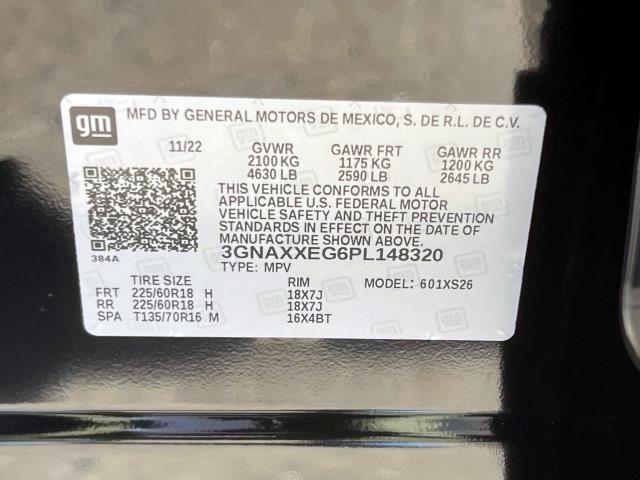 gm
MFD BY GENERAL MOTORS DE MEXICO, S. DE R.L. DE C.V.
11/22 GVWR GAWR FRT GAWR RR
2100 KG 1175 KG 1200 KG
4630 LB 2590 LB 2645 LB
THIS VEHICLE CONFORMS TO ALL
APPLICABLE U.S. FEDERAL MOTOR
VEHICLE SAFETY AND THEFT PREVENTION
STANDARDS IN EFFECT ON THE DATE OF
MANUFACTURE SHOWN ABOVE.
384A
3GNAXXEG6PL148320
TYPE: MPV
TIRE SIZE RIM MODEL: 601XS26
FRT 225/60R18 H 18X7J
RR 225/60R18 H 18X7J
SPA T135/70R16 M 16X4BT